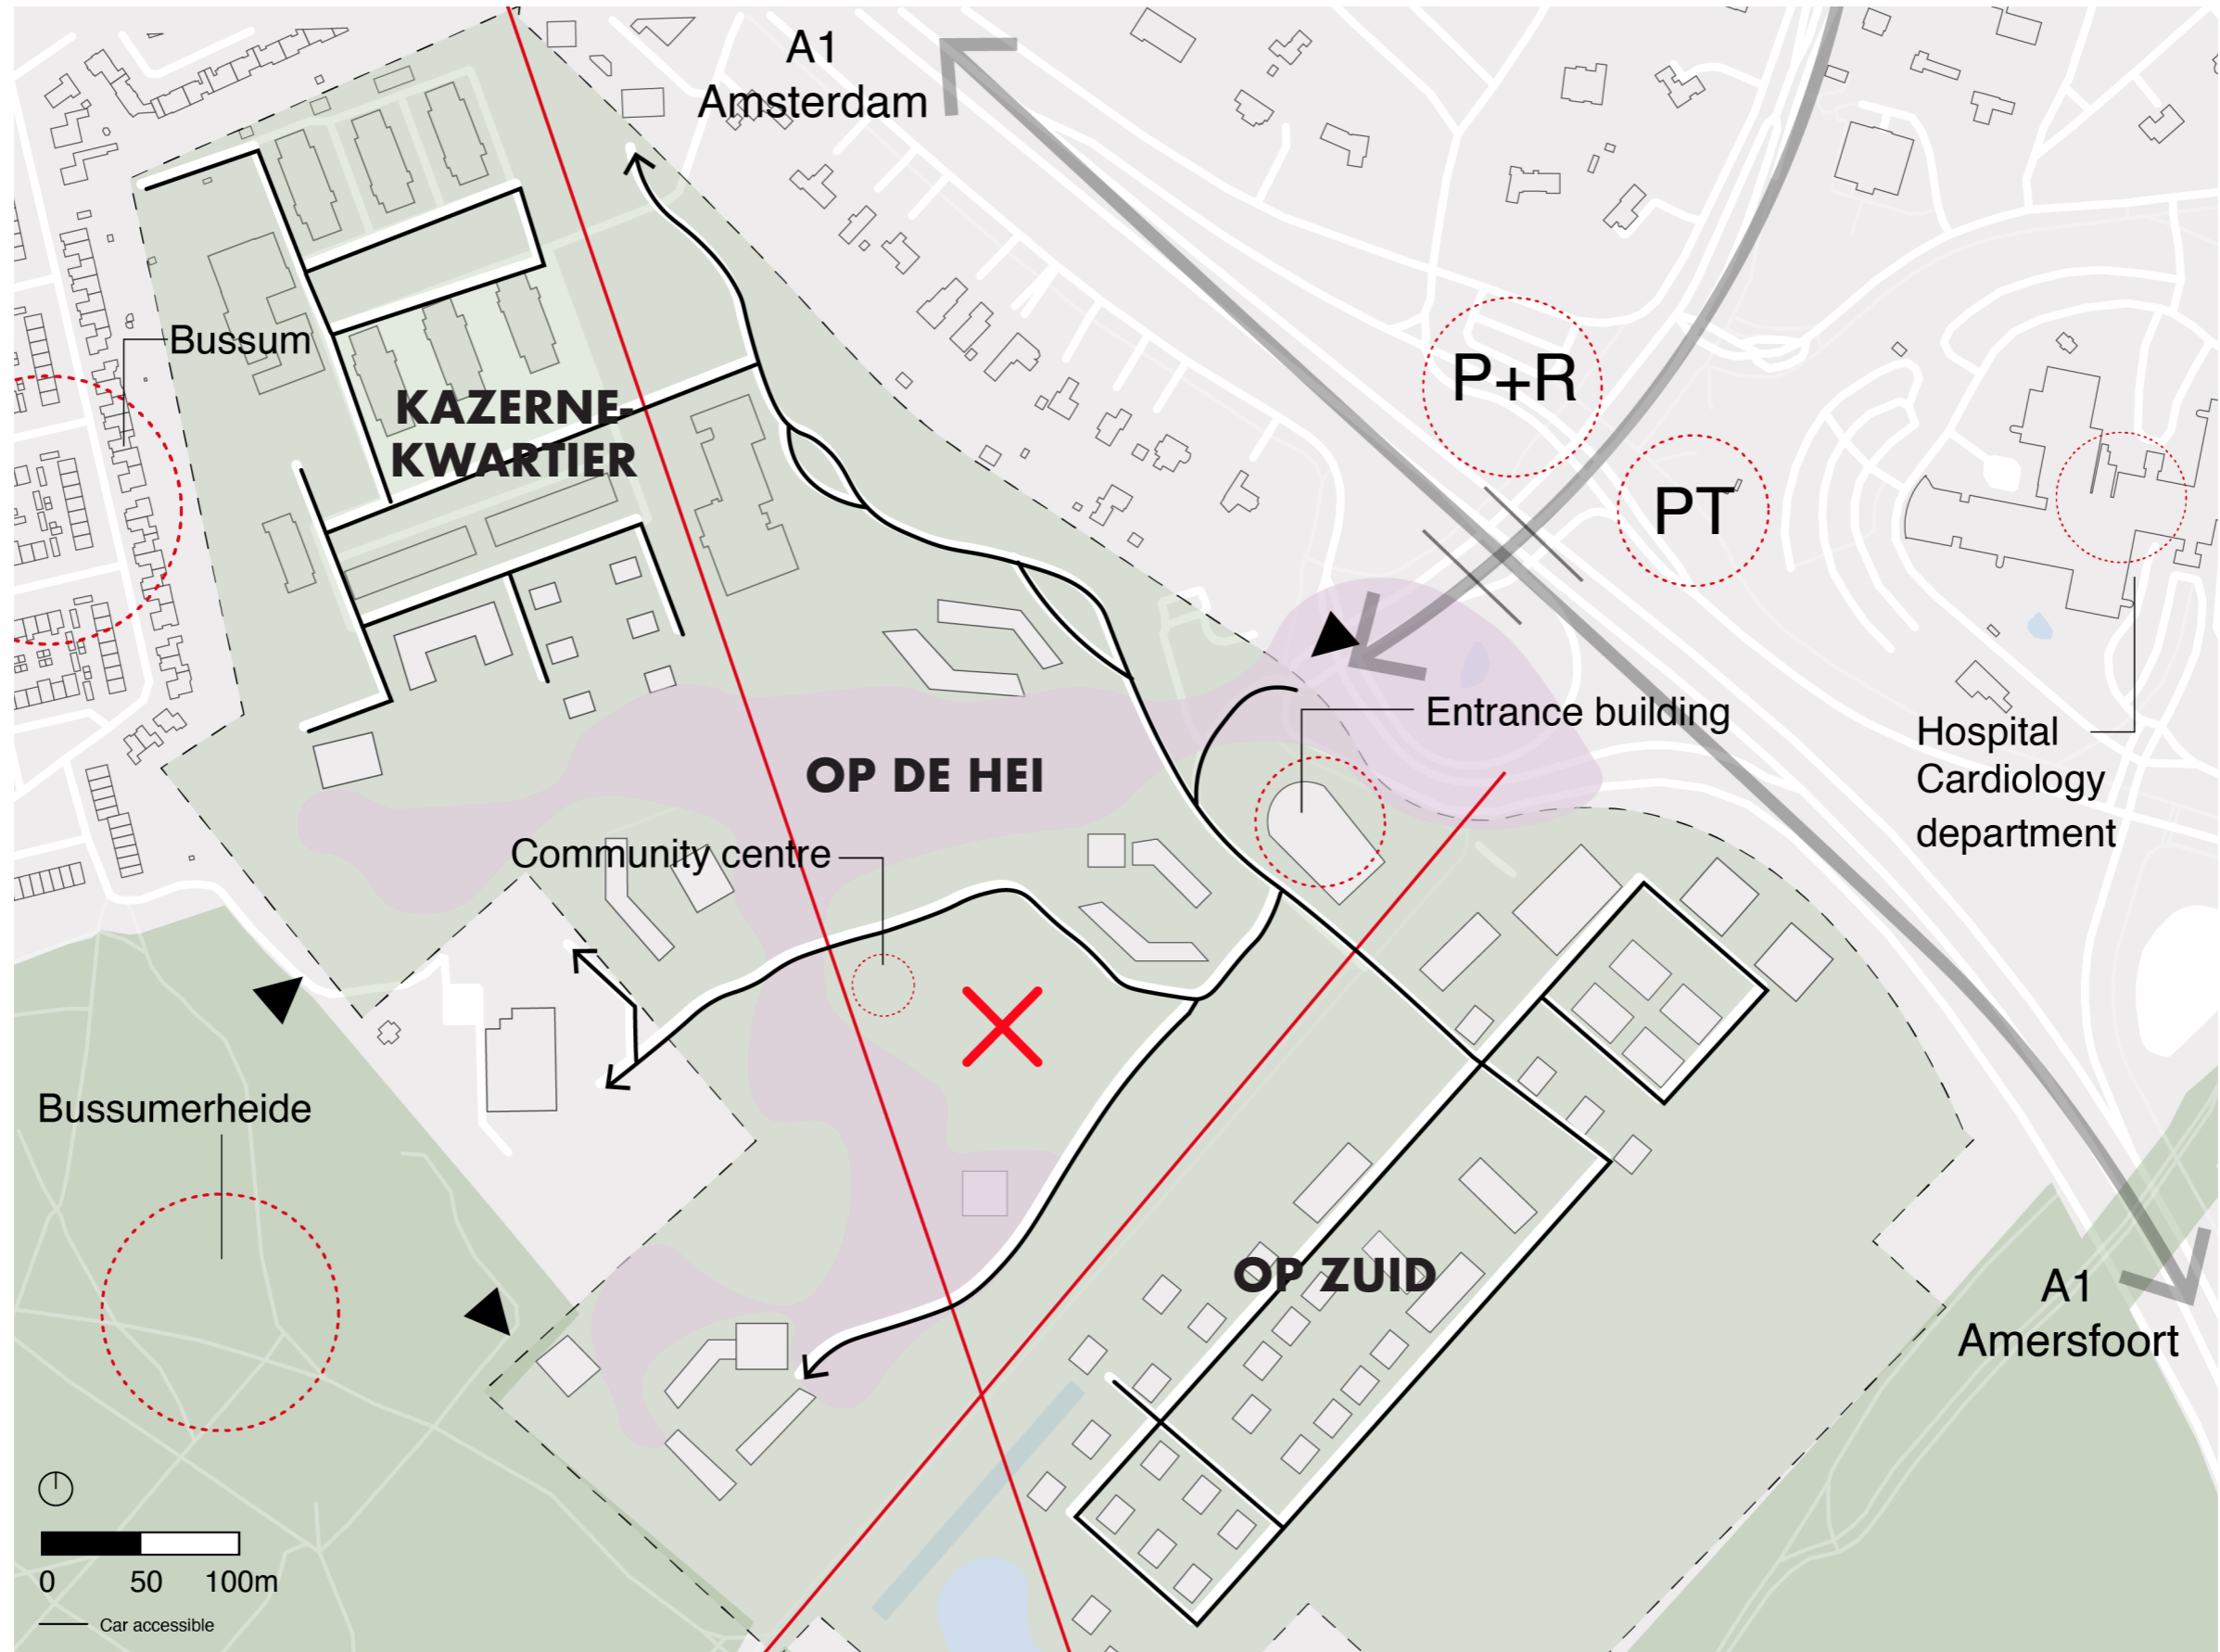 A1
Amsterdam
Bussum
P+R
KAZERNE-
KWARTIER
PT
Entrance building
Hospital
Cardiology
department
OP DE HEI
Community centre
Bussumerheide
OP ZUID
A1
Amersfoort
0 50 100m
Car accessible